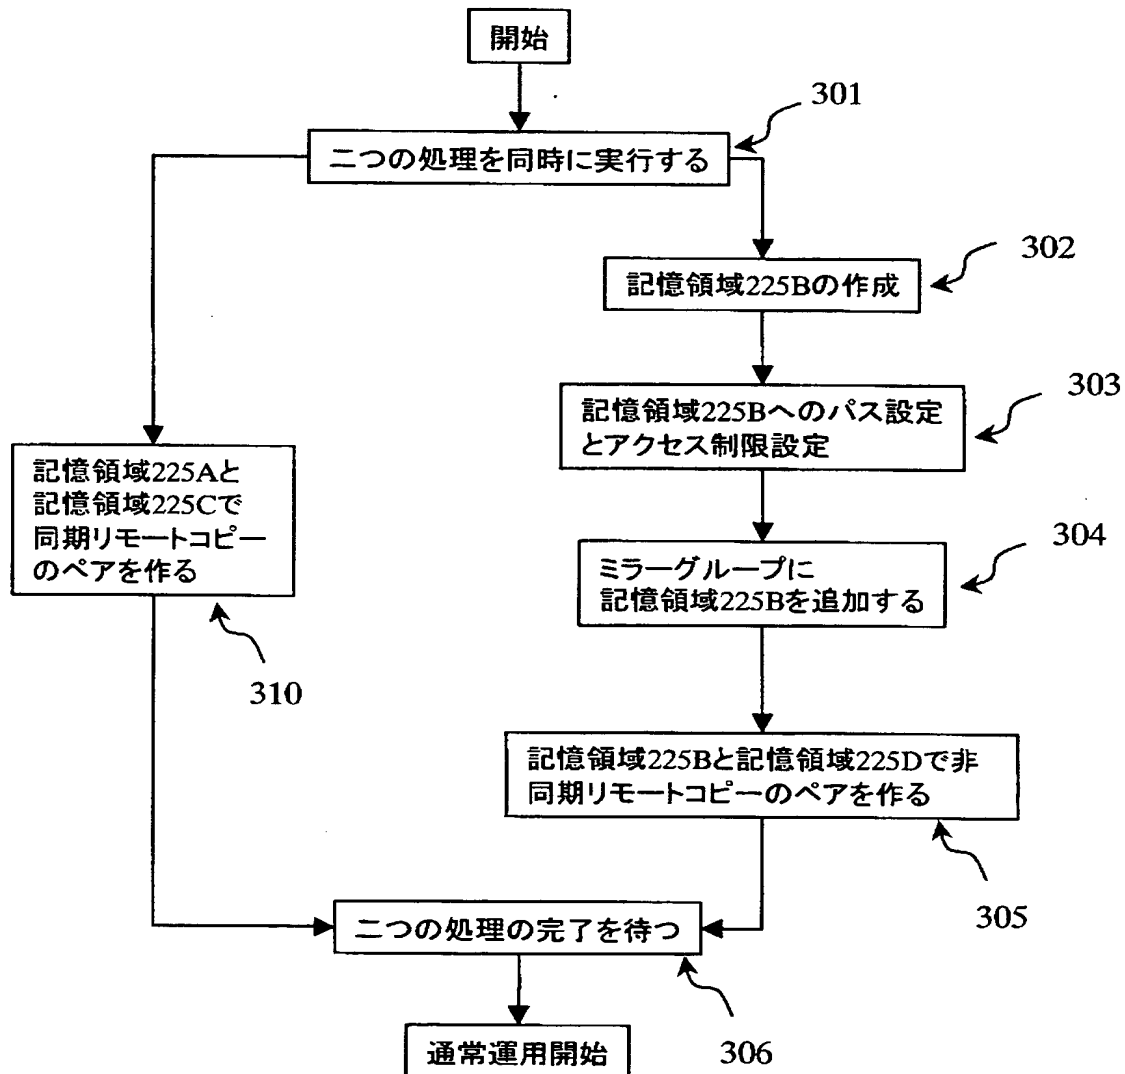 開始
301
二つの処理を同時に実行する
302
記憶領域225Bの作成
303
記憶領域225Bへのパス設定
とアクセス制限設定
記憶領域225Aと
記憶領域225Cで
同期リモートコピー
のペアを作る
310
304
ミラーグループに
記憶領域225Bを追加する
記憶領域225Bと記憶領域225Dで非
同期リモートコピーのペアを作る
305
二つの処理の完了を待つ
306
通常運用開始